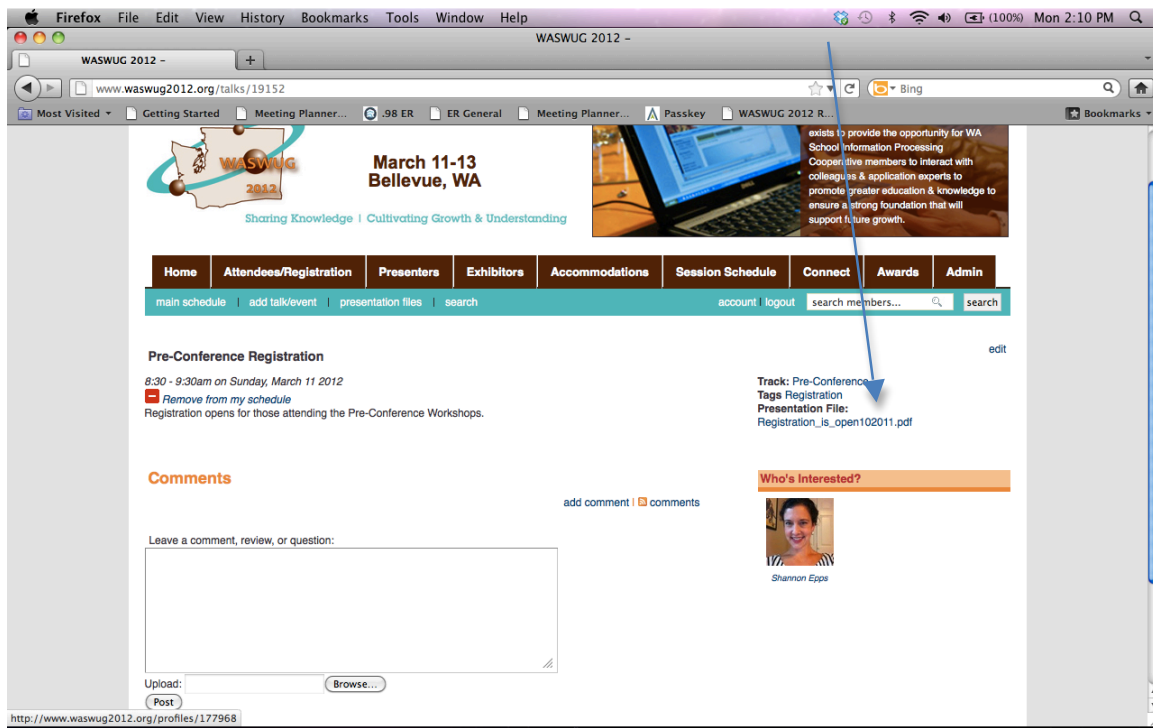 Firefox File Edit View History Bookmarks Tools Window Help (100%) Mon 2:10 PM
WASWUG 2012 –
WASWUG 2012 – +
www.waswug2012.org/talks/19152 Bing
Most Visited Getting Started Meeting Planner... .98 ER ER General Meeting Planner... Passkey WASWUG 2012 R... Bookmarks
exists to provide the opportunity for WA
School Information Processing
Cooperative members to interact with
colleagues & application experts to
promote greater education & knowledge to
ensure a strong foundation that will
support future growth.
WASWUG
2012
March 11-13
Bellevue, WA
Sharing Knowledge | Cultivating Growth & Understanding
Home Attendees/Registration Presenters Exhibitors Accommodations Session Schedule Connect Awards Admin
main schedule | add talk/event | presentation files | search account | logout search members... search
edit
Pre-Conference Registration
8:30 - 9:30am on Sunday, March 11 2012
Remove from my schedule
Registration opens for those attending the Pre-Conference Workshops.
Track: Pre-Conference
Tags Registration
Presentation File:
Registration_is_open102011.pdf
Comments
add comment | comments
Leave a comment, review, or question:
Upload: Browse...
Post
Who's Interested?
Shannon Epps
http://www.waswug2012.org/profiles/177968